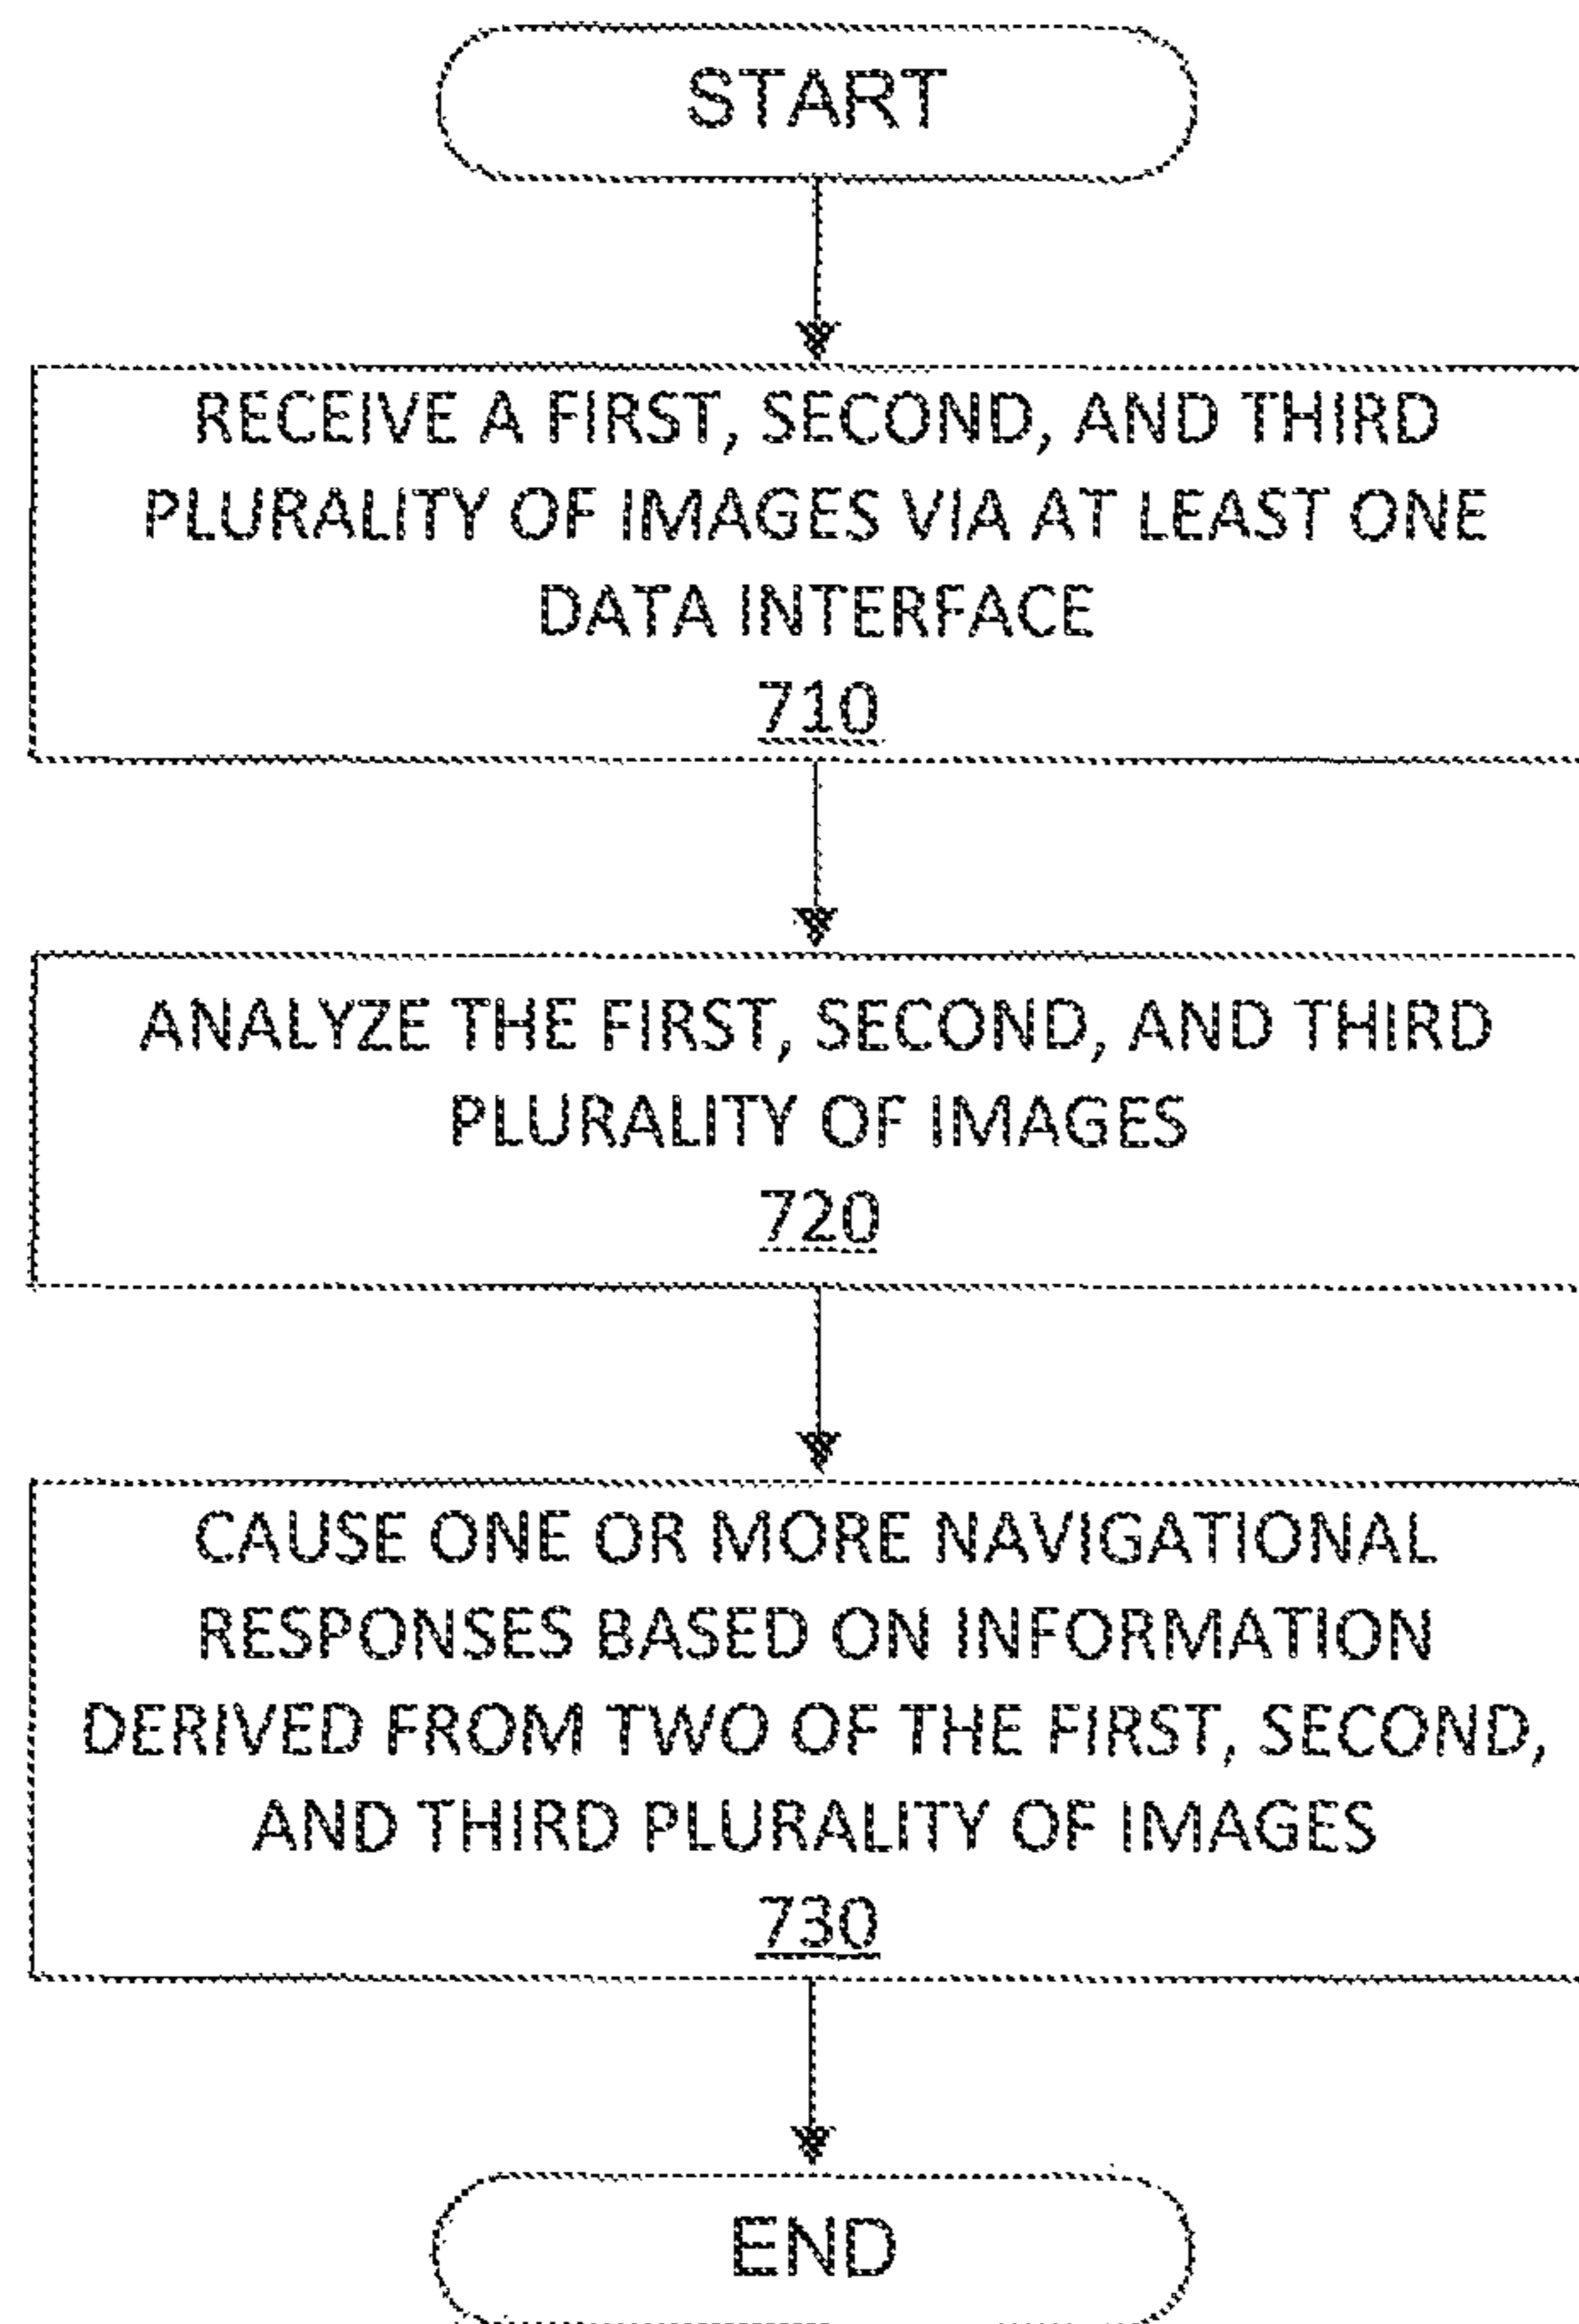 START
RECEIVE A FIRST, SECOND, AND THIRD
PLURALITY OF IMAGES VIA AT LEAST ONE
DATA INTERFACE
710
ANALYZE THE FIRST, SECOND, AND THIRD
PLURALITY OF IMAGES
720
CAUSE ONE OR MORE NAVIGATIONAL
RESPONSES BASED ON INFORMATION
DERIVED FROM TWO OF THE FIRST, SECOND,
AND THIRD PLURALITY OF IMAGES
730
END